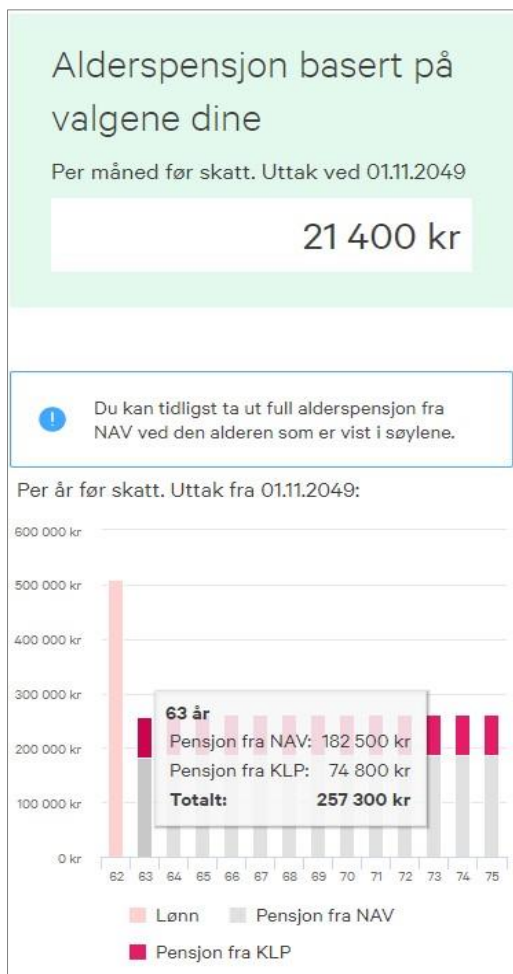 Alderspensjon basert på
valgene dine
Per måned før skatt. Uttak ved 01.11.2049
21 400 kr
Du kan tidligst ta ut full alderspensjon fra
NAV ved den alderen som er vist i søylene.
Per år før skatt. Uttak fra 01.11.2049:
600 000 kr
500 000 kr
400 000 kr
300 000 kr
200 000 kr
100 000 kr
0 kr
63 år
Pensjon fra NAV: 182 500 kr
Pensjon fra KLP: 74 800 kr
Totalt: 257 300 kr
62 63 64 65 66 67 68 69 70 71 72 73 74 75
Lønn Pensjon fra NAV
Pensjon fra KLP